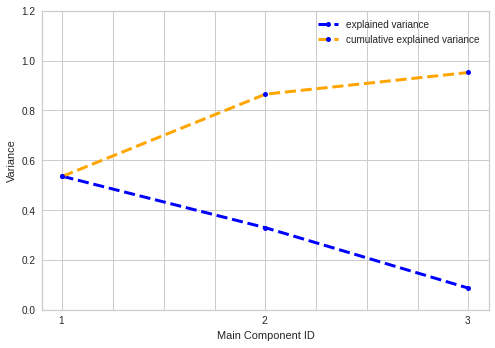 1.2
1.0
0.8
0.6
0.4
0.2
0.0
Variance
explained variance
cumulative explained variance
1 2 3
Main Component ID